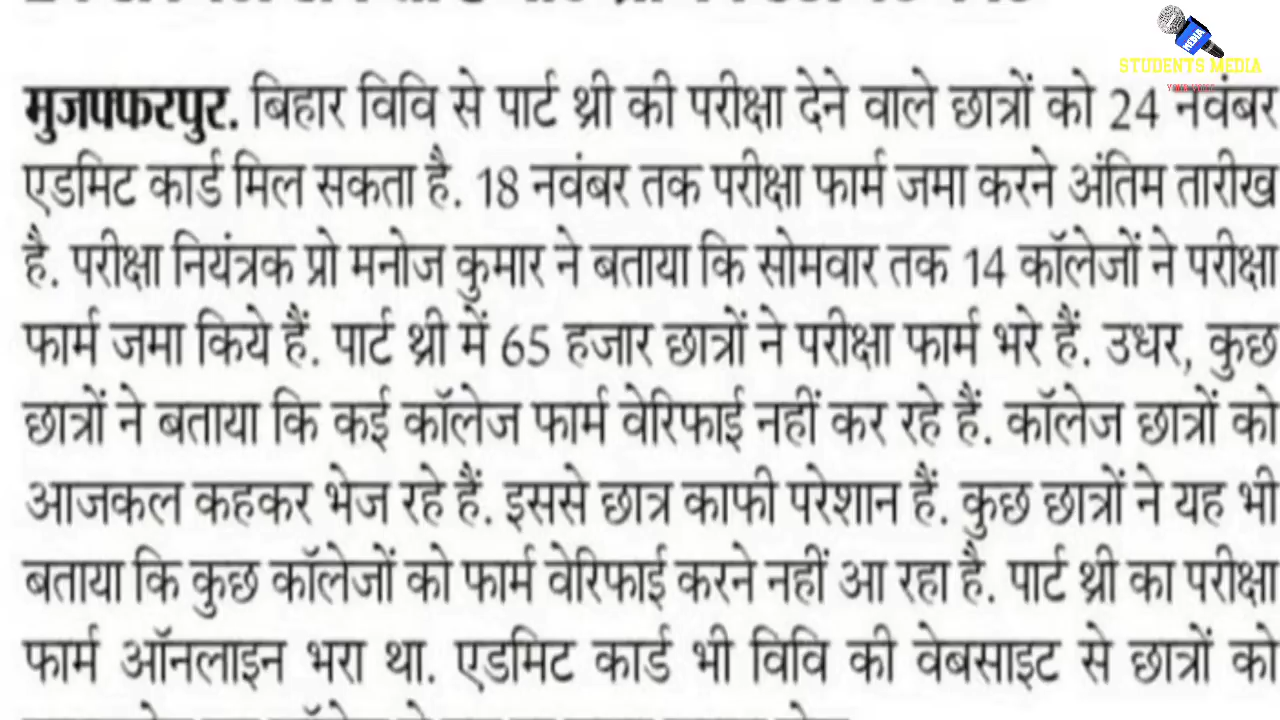 MEDIA
STUDENTS MEDIA
मुजफ्फरपुर. बिहार विवि से पार्ट थ्री की परीक्षा देने वाले छात्रों को 24 नवंबर
एडमिट कार्ड मिल सकता है. 18 नवंबर तक परीक्षा फार्म जमा करने अंतिम तारीख
है. परीक्षा नियंत्रक प्रो मनोज कुमार ने बताया कि सोमवार तक 14 कॉलेजों ने परीक्षा
फार्म जमा किये हैं. पार्ट थ्री में 65 हजार छात्रों ने परीक्षा फार्म भरे हैं. उधर, कुछ
छात्रों ने बताया कि कई कॉलेज फार्म वेरिफाई नहीं कर रहे हैं. कॉलेज छात्रों को
आजकल कहकर भेज रहे हैं. इससे छात्र काफी परेशान हैं. कुछ छात्रों ने यह भी
बताया कि कुछ कॉलेजों को फार्म वेरिफाई करने नहीं आ रहा है. पार्ट थ्री का परीक्षा
फार्म ऑनलाइन भरा था. एडमिट कार्ड भी विवि की वेबसाइट से छात्रों को